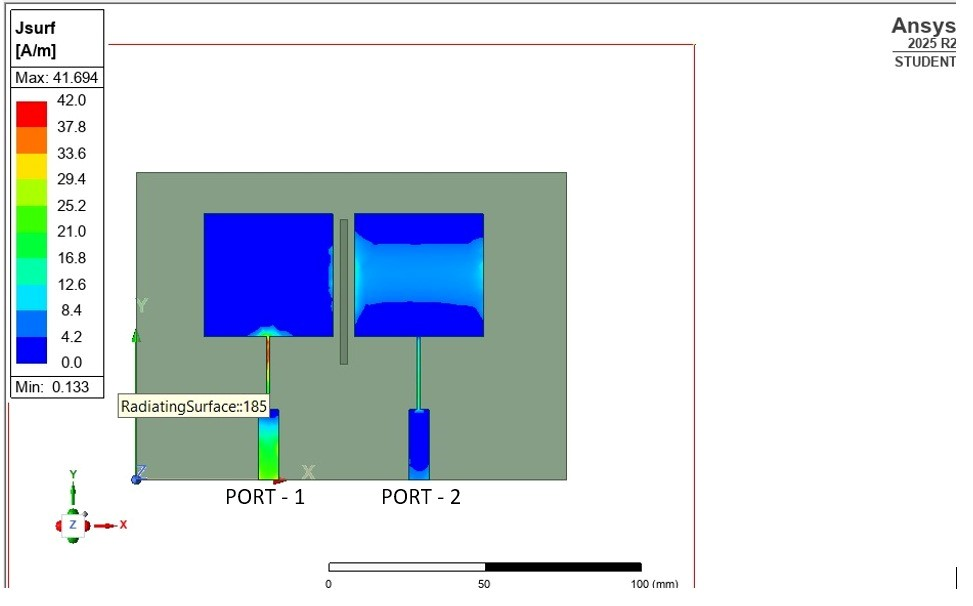 Jsurf
[A/m]
Max: 41.694
42.0
37.8
33.6
29.4
25.2
21.0
16.8
12.6
8.4
4.2
0.0
Min: 0.133
Ansys
2025 R2
STUDENT
Y
RadiatingSurface::185
Z
X
PORT - 1
PORT - 2
Y
Z
X
0
50
100 (mm)